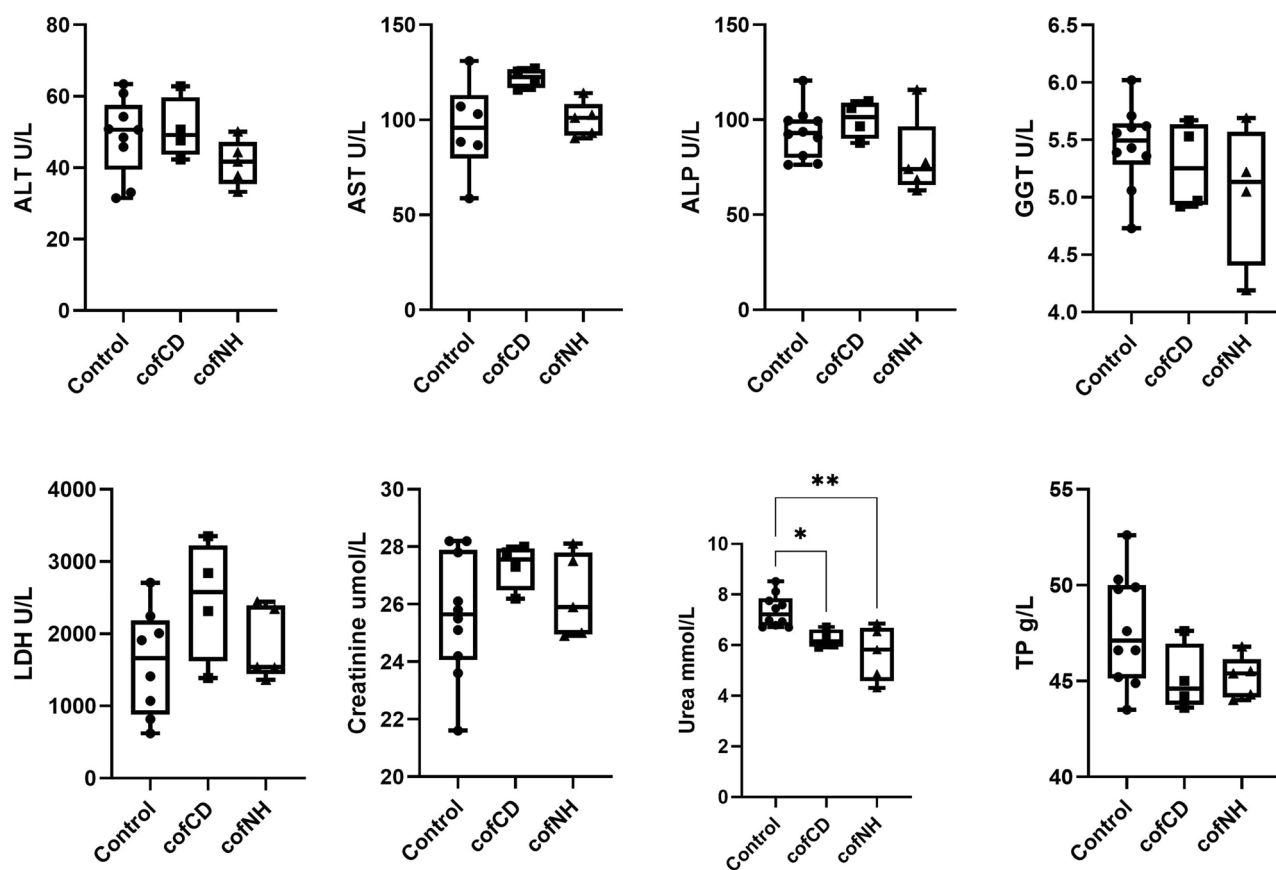 ALT U/L
80
60
40
20
0
Control
cofCD
cofNH
AST U/L
150
100
50
0
Control
cofCD
cofNH
ALP U/L
150
100
50
0
Control
cofCD
cofNH
GGT U/L
6.5
6.0
5.5
5.0
4.5
4.0
Control
cofCD
cofNH
LDH U/L
4000
3000
2000
1000
0
Control
cofCD
cofNH
Creatinine umol/L
30
28
26
24
22
20
Control
cofCD
cofNH
Urea mmol/L
**
*
10
8
6
4
2
0
Control
cofCD
cofNH
TP g/L
55
50
45
40
Control
cofCD
cofNH